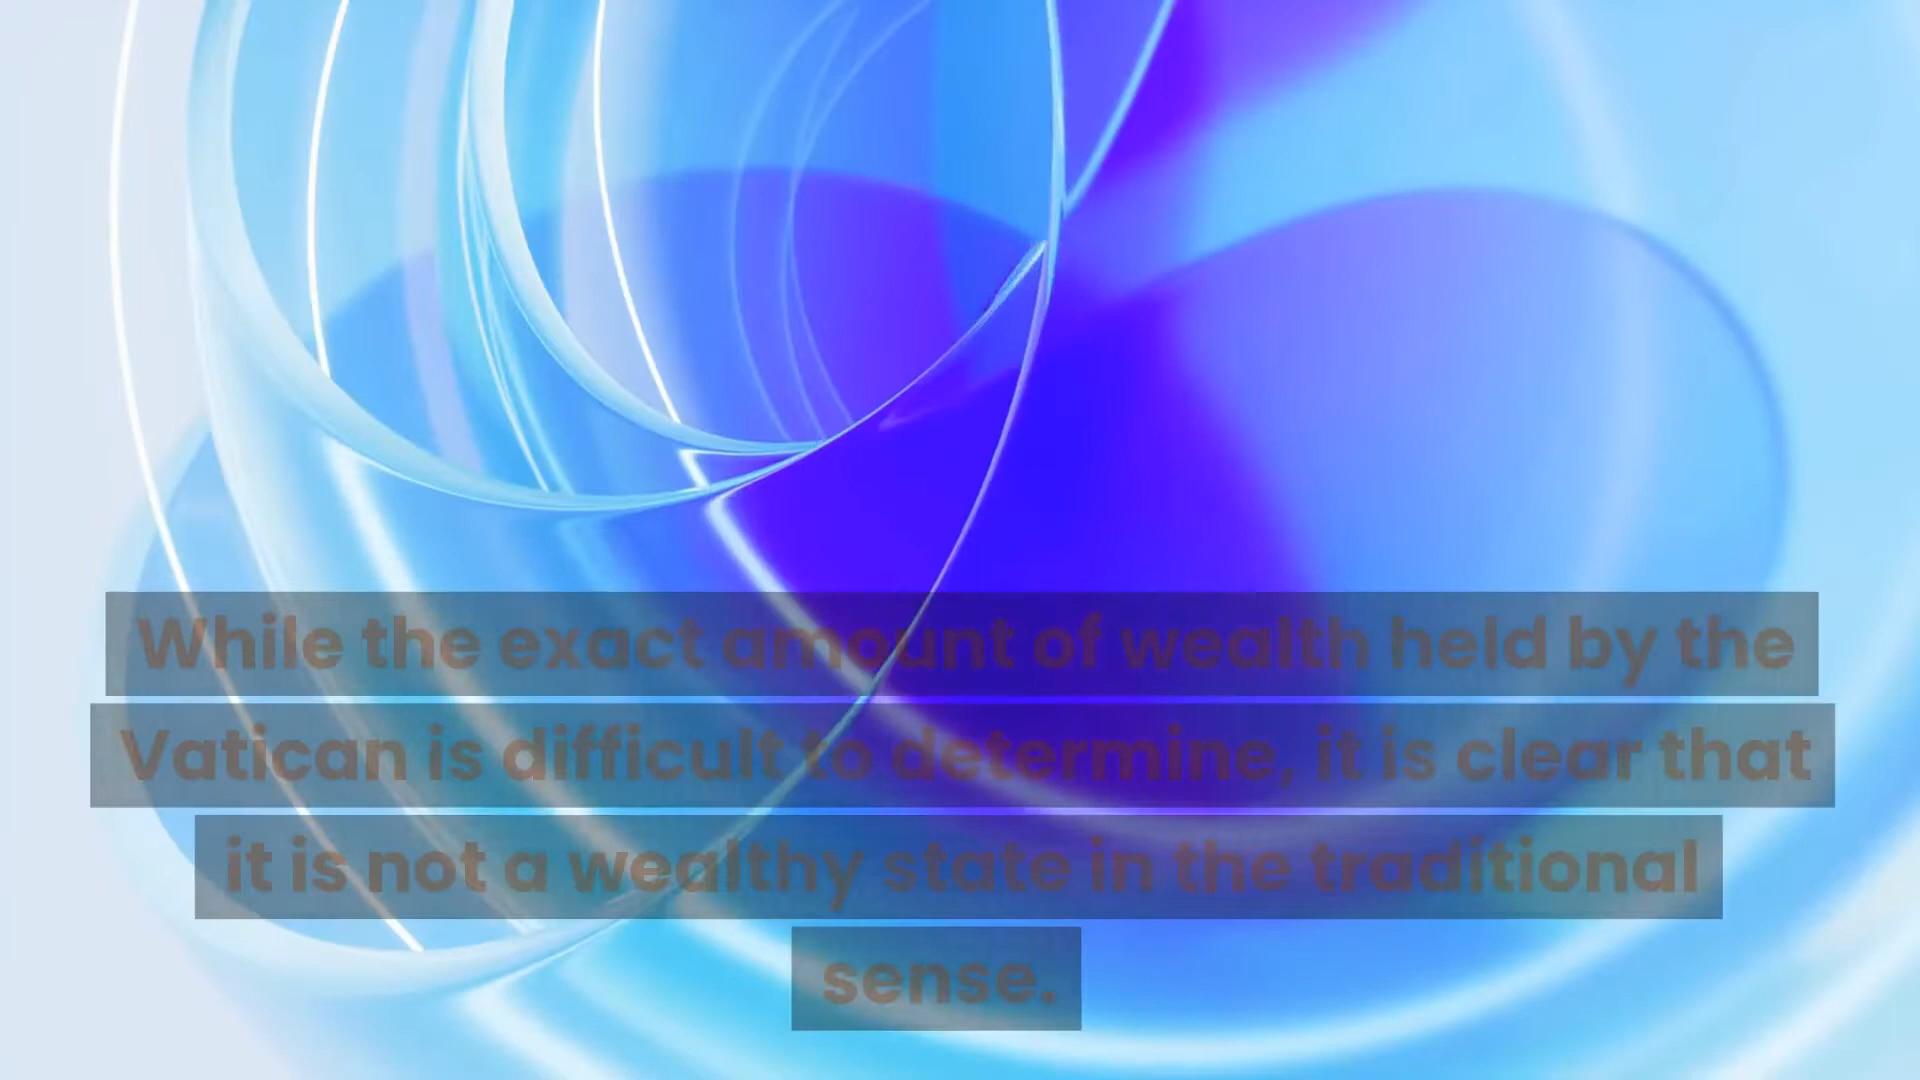 While the exact amount of wealth held by the
Vatican is difficult to determine, it is clear that
it is not a wealthy state in the traditional
sense.